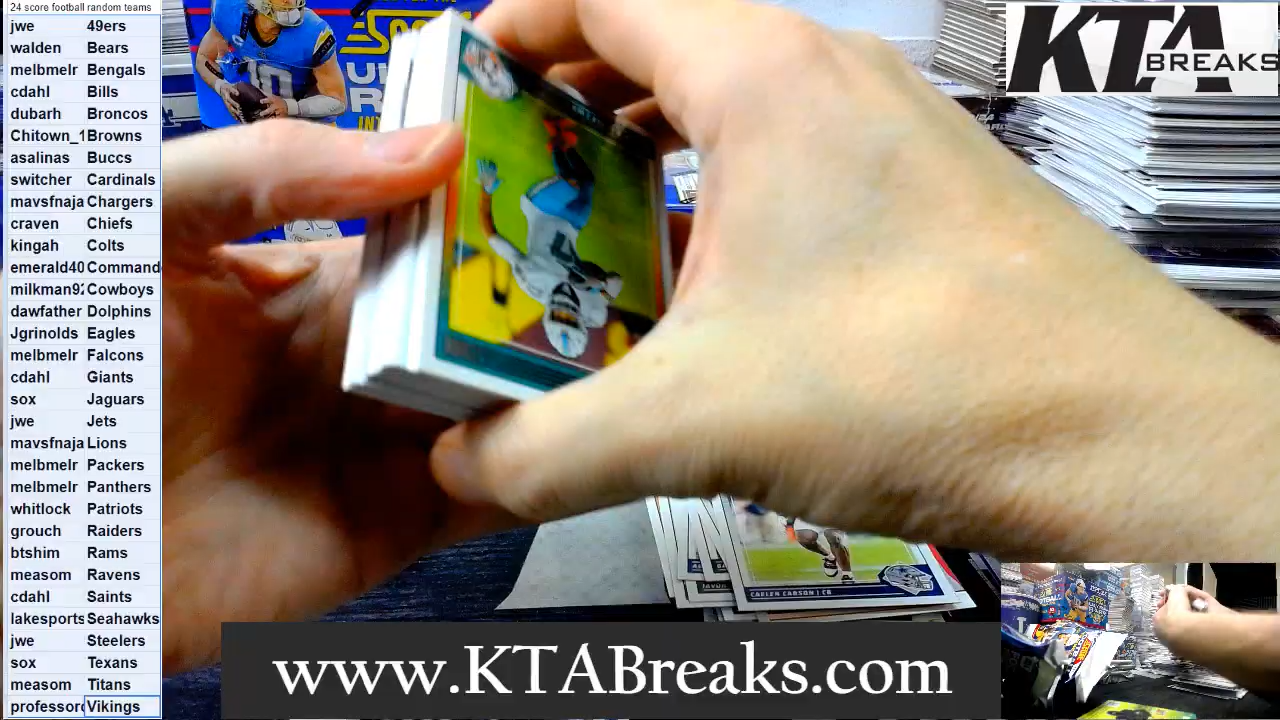 24 score football random teams
jwe 49ers
walden Bears
melbmelr Bengals
cdahl Bills
dubarh Broncos
Chitown_1 Browns
asalinas Buccs
switcher Cardinals
mavsfnaja Chargers
craven Chiefs
kingah Colts
emerald40 Command
milkman92 Cowboys
dawfather Dolphins
Jgrinolds Eagles
melbmelr Falcons
cdahl Giants
sox Jaguars
jwe Jets
mavsfnaja Lions
melbmelr Packers
melbmelr Panthers
whitlock Patriots
grouch Raiders
btshim Rams
measom Ravens
cdahl Saints
lakesports Seahawks
jwe Steelers
sox Texans
measom Titans
professor Vikings
KTA
BREAKS
CAELEN CARSON | CB
www.KTABreaks.com